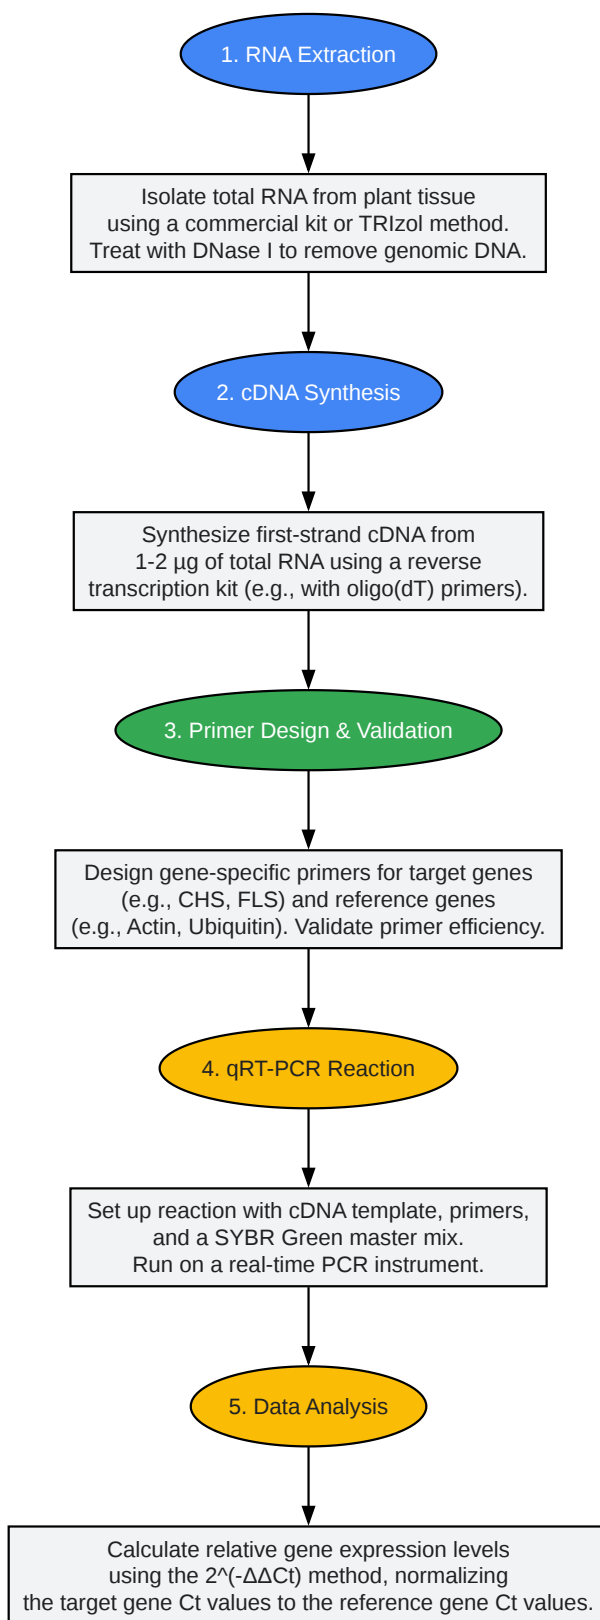 1. RNA Extraction
Isolate total RNA from plant tissue
using a commercial kit or TRIzol method.
Treat with DNase I to remove genomic DNA.
2. cDNA Synthesis
Synthesize first-strand cDNA from
1-2 µg of total RNA using a reverse
transcription kit (e.g., with oligo(dT) primers).
3. Primer Design & Validation
Design gene-specific primers for target genes
(e.g., CHS, FLS) and reference genes
(e.g., Actin, Ubiquitin). Validate primer efficiency.
4. qRT-PCR Reaction
Set up reaction with cDNA template, primers,
and a SYBR Green master mix.
Run on a real-time PCR instrument.
5. Data Analysis
Calculate relative gene expression levels
using the 2^(-ΔΔCt) method, normalizing
the target gene Ct values to the reference gene Ct values.